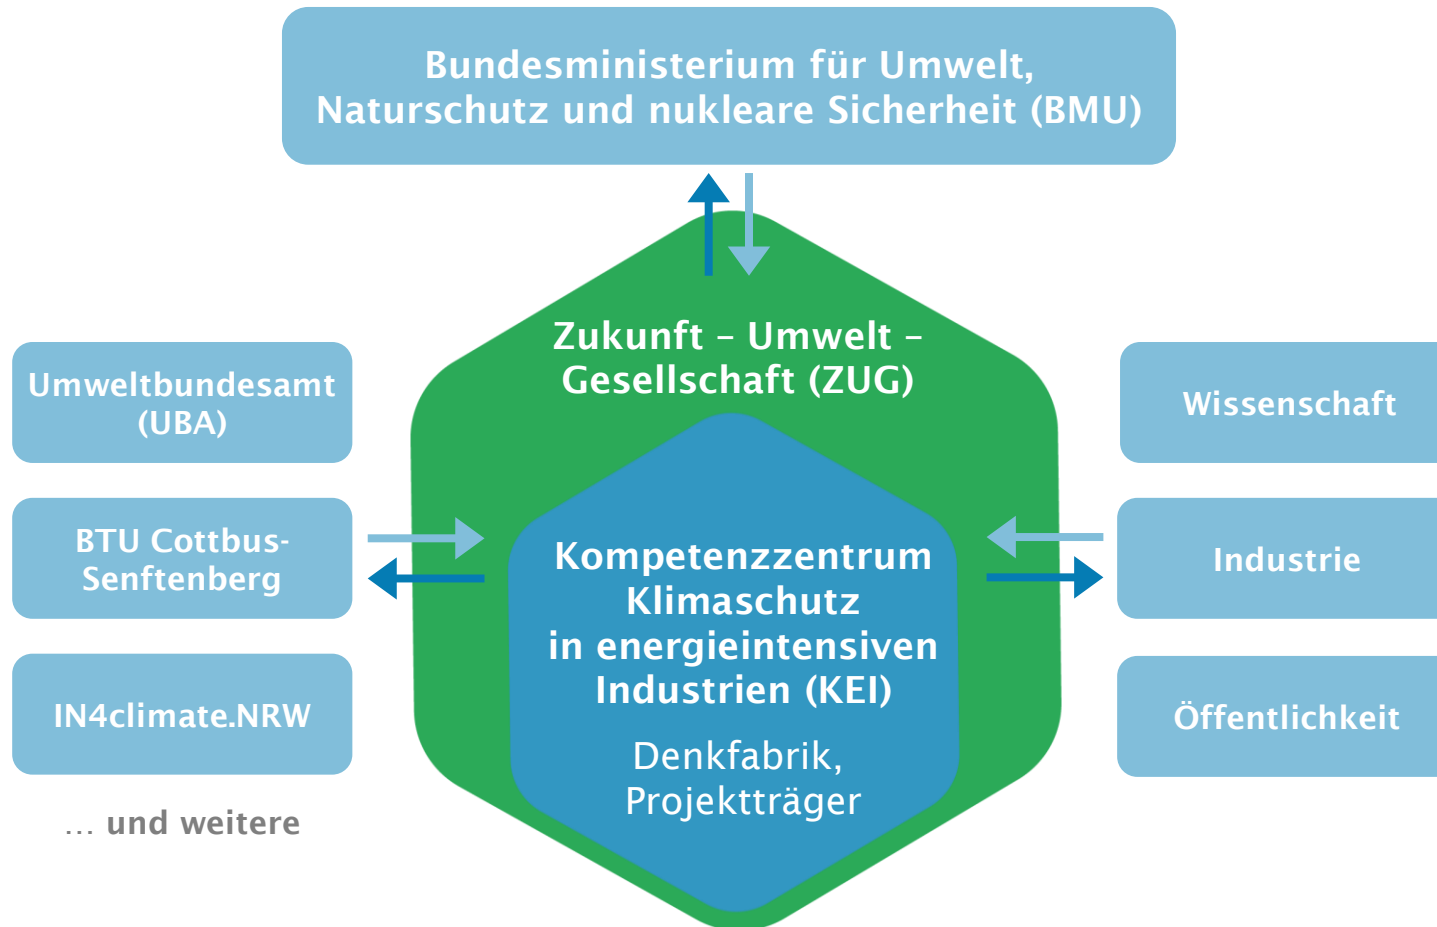 Bundesministerium für Umwelt,
Naturschutz und nukleare Sicherheit (BMU)
Zukunft – Umwelt –
Gesellschaft (ZUG)
Umweltbundesamt
(UBA)
BTU Cottbus-
Senftenberg
IN4climate.NRW
... und weitere
Kompetenzzentrum
Klimaschutz
in energieintensiven
Industrien (KEI)
Denkfabrik,
Projektträger
Wissenschaft
Industrie
Öffentlichkeit